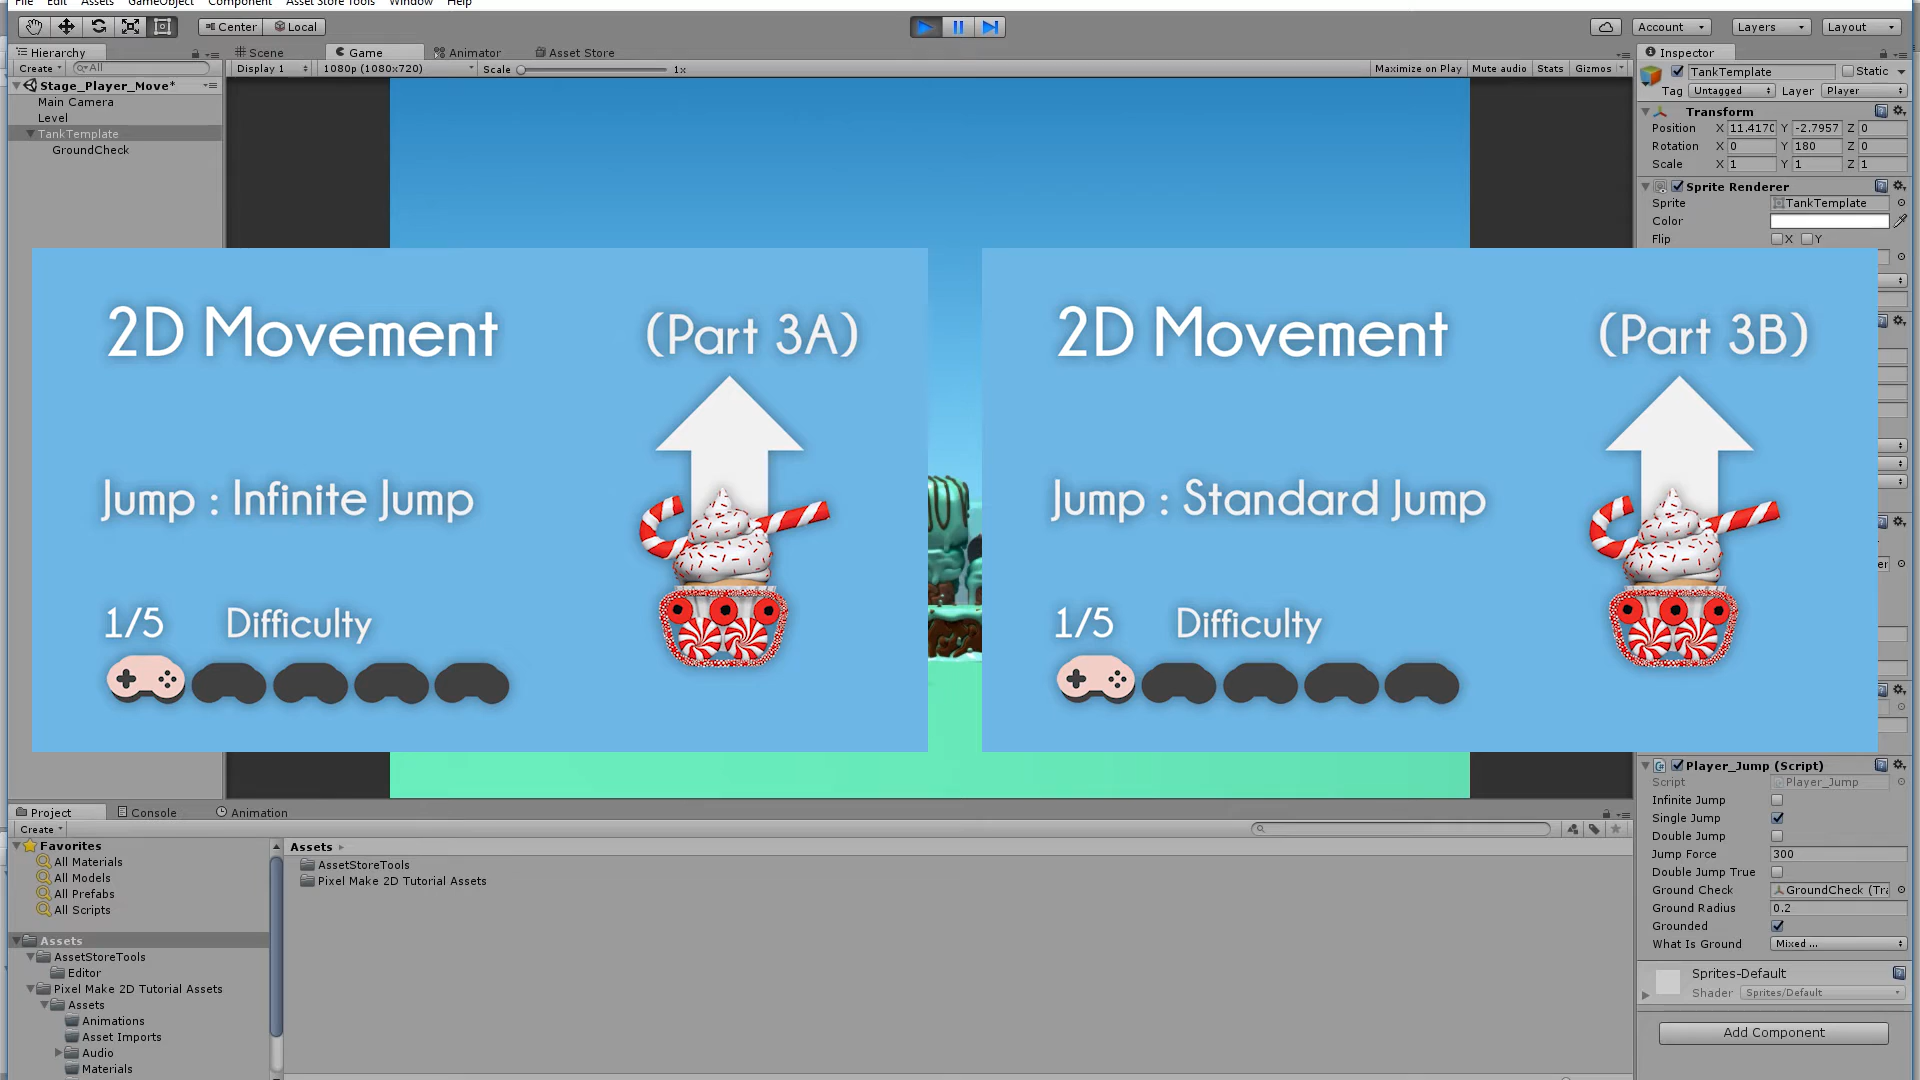 File Edit Assets GameObject Component Asset Store Tools Window Help
Center Local Account Layers Layout
Hierarchy Scene Game Animator Asset Store Inspector
Create All Display 1 1080p (1080x720) Scale 1x Maximize on Play Mute audio Stats Gizmos
TankTemplate Static
Tag Untagged Layer Player
Stage_Player_Move*
Main Camera
Level
TankTemplate
GroundCheck
Transform
Position X 11.4170 Y -2.7957 Z 0
Rotation X 0 Y 180 Z 0
Scale X 1 Y 1 Z 1
Sprite Renderer
Sprite TankTemplate
Color
Flip X Y
2D Movement (Part 3A)
Jump : Infinite Jump
1/5 Difficulty
2D Movement (Part 3B)
Jump : Standard Jump
1/5 Difficulty
Player_Jump (Script)
Script Player_Jump
Infinite Jump
Single Jump
Double Jump
Jump Force 300
Double Jump True
Ground Check GroundCheck (Tra
Ground Radius 0.2
Grounded
What Is Ground Mixed ...
Sprites-Default
Shader Sprites/Default
Add Component
Project Console Animation
Create
Favorites
All Materials
All Models
All Prefabs
All Scripts
Assets
AssetStoreTools
Editor
Pixel Make 2D Tutorial Assets
Assets
Animations
Asset Imports
Audio
Materials
Assets
AssetStoreTools
Pixel Make 2D Tutorial Assets